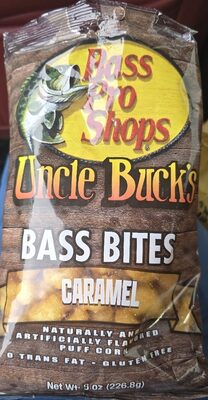 Bass
Pro
Shops
Uncle Buck's
BASS BITES
CARAMEL
NATURALLY AND
ARTIFICIALLY FLAVORED
PUFF CORN
0 TRANS FAT - GLUTEN FREE
Net Wt. 8 oz (226.8g)